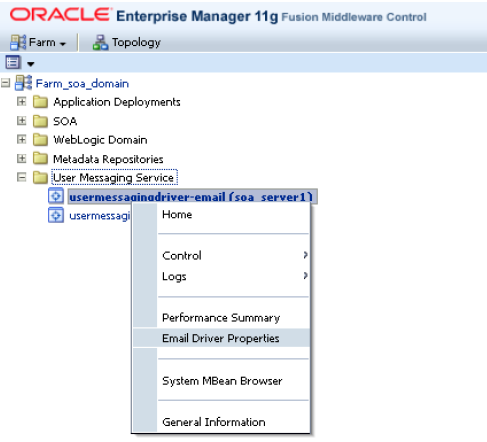 ORACLE Enterprise Manager 11g Fusion Middleware Control
Farm Topology
Farm_soa_domain
Application Deployments
SOA
WebLogic Domain
Metadata Repositories
User Messaging Service
usermessagingdriver-email (soa_server1)
usermessagi
Home
Control
Logs
Performance Summary
Email Driver Properties
System MBean Browser
General Information